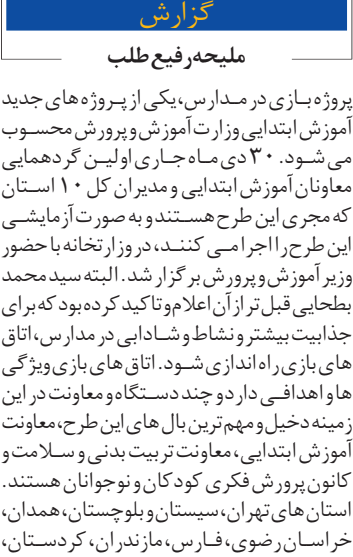 گزارش
ملیحه رفیع طلب
پروژه بازی در مدارس، یکی از پروژه های جدید
آموزش ابتدایی وزارت آموزش و پرورش محسوب
می شود. ۳۰ دی ماه جاری اولین گردهمایی
معاونان آموزش ابتدایی و مدیران کل ۱۰ استان
که مجری این طرح هستند و به صورت آزمایشی
این طرح را اجرا می کنند، در وزارتخانه با حضور
وزیر آموزش و پرورش برگزار شد. البته سید محمد
بطحایی قبل تر از آن اعلام و تاکید کرده بود که برای
جذابیت بیشتر و نشاط و شادابی در مدارس، اتاق
های بازی راه اندازی شود. اتاق های بازی ویژگی
ها و اهدافی دارد و چند دستگاه و معاونت در این
زمینه دخیل و مهم ترین بال های این طرح، معاونت
آموزش ابتدایی، معاونت تربیت بدنی و سلامت و
کانون پرورش فکری کودکان و نوجوانان هستند.
استان های تهران، سیستان و بلوچستان، همدان،
خراسان رضوی، فارس، مازندران، کردستان،